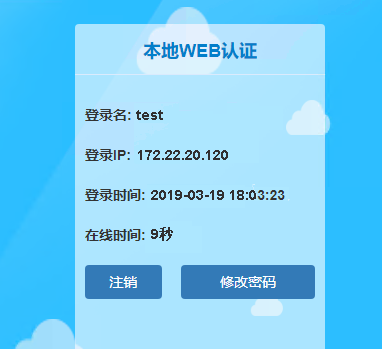 本地WEB认证
登录名: test
登录IP: 172.22.20.120
登录时间: 2019-03-19 18:03:23
在线时间: 9秒
注销 修改密码